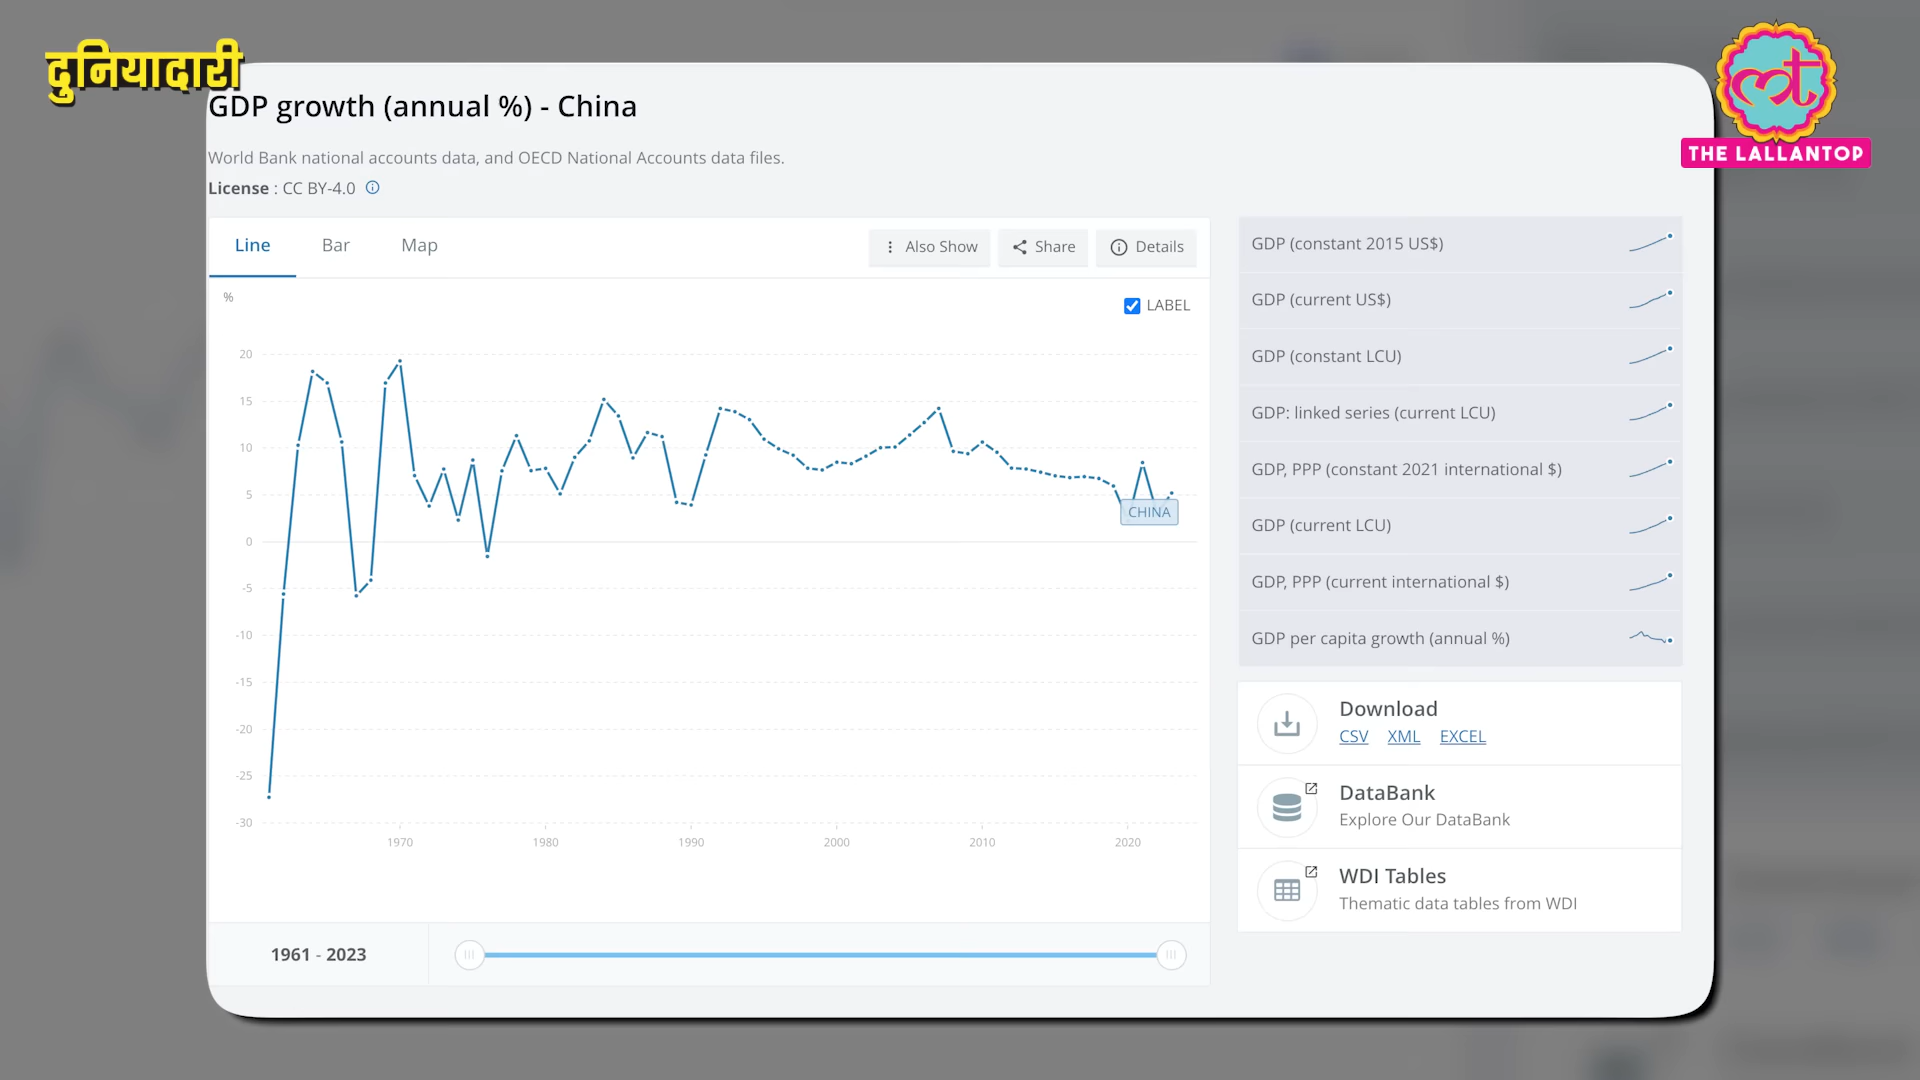 दुनियादारी
THE LALLANTOP
GDP growth (annual %) - China
World Bank national accounts data, and OECD National Accounts data files.
License : CC BY-4.0
Line Bar Map Also Show Share Details
% LABEL
20
15
10
5
0
-5
-10
-15
-20
-25
-30
CHINA
1970 1980 1990 2000 2010 2020
1961 - 2023
GDP (constant 2015 US$)
GDP (current US$)
GDP (constant LCU)
GDP: linked series (current LCU)
GDP, PPP (constant 2021 international $)
GDP (current LCU)
GDP, PPP (current international $)
GDP per capita growth (annual %)
Download
CSV XML EXCEL
DataBank
Explore Our DataBank
WDI Tables
Thematic data tables from WDI